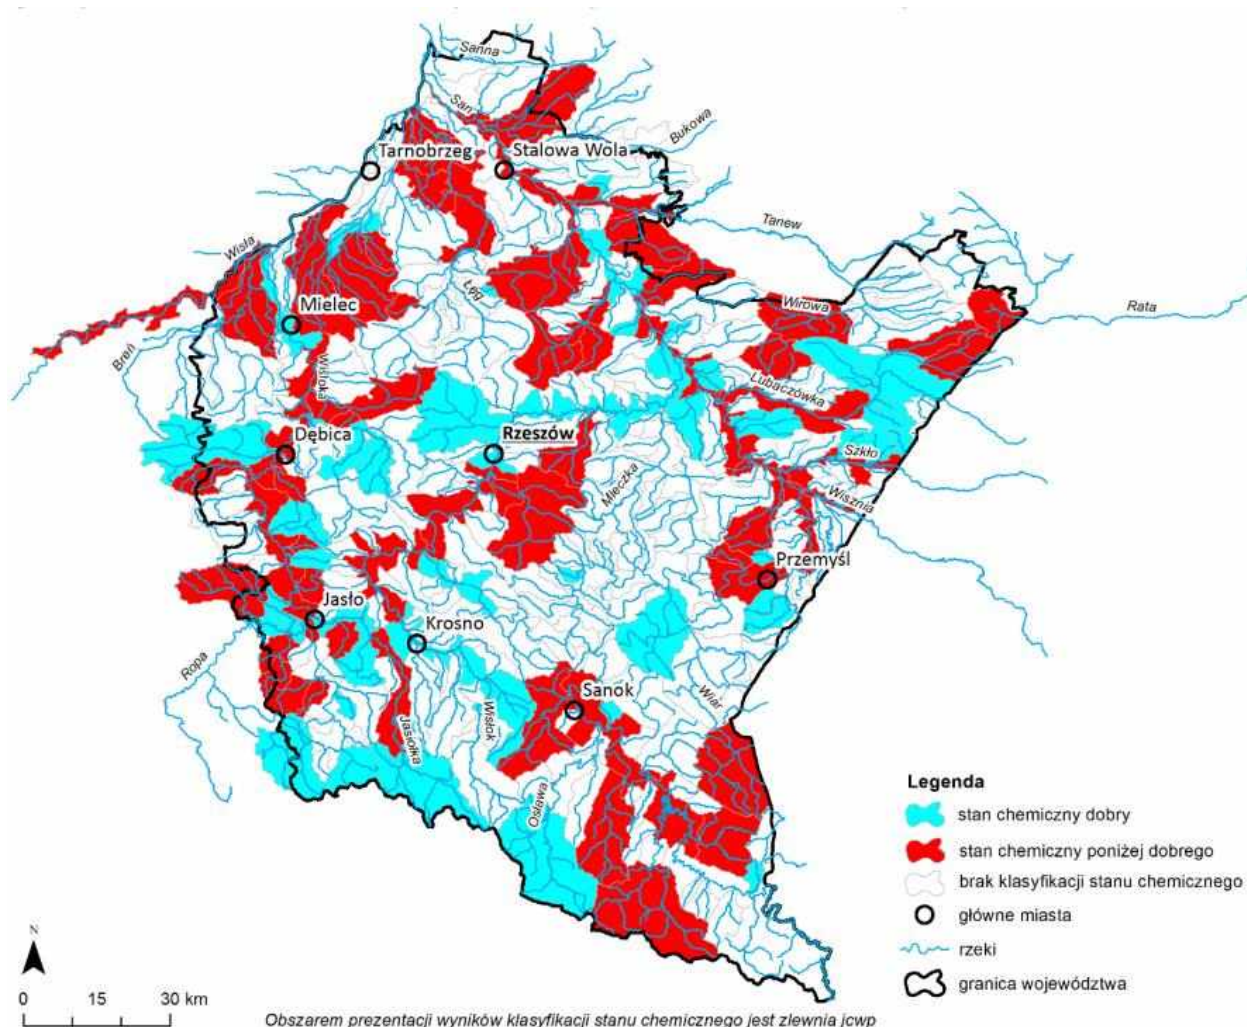 Sanna
San
Bukowa
Tarnobrzeg
Stalowa Wola
Tanew
Wisła
Łęg
Wirowa
Rata
Mielec
Breń
Wisłoka
Lubaczówka
Dębica
Rzeszów
Szkło
Mleczka
Wisznia
Przemyśl
Jasło
Krosno
Ropa
Sanok
Wiar
Wisłok
Jasiołka
Osława
Legenda
stan chemiczny dobry
stan chemiczny poniżej dobrego
brak klasyfikacji stanu chemicznego
główne miasta
rzeki
granica województwa
N
0 15 30 km
Obszarem prezentacji wyników klasyfikacji stanu chemicznego jest zlewnia jcwp